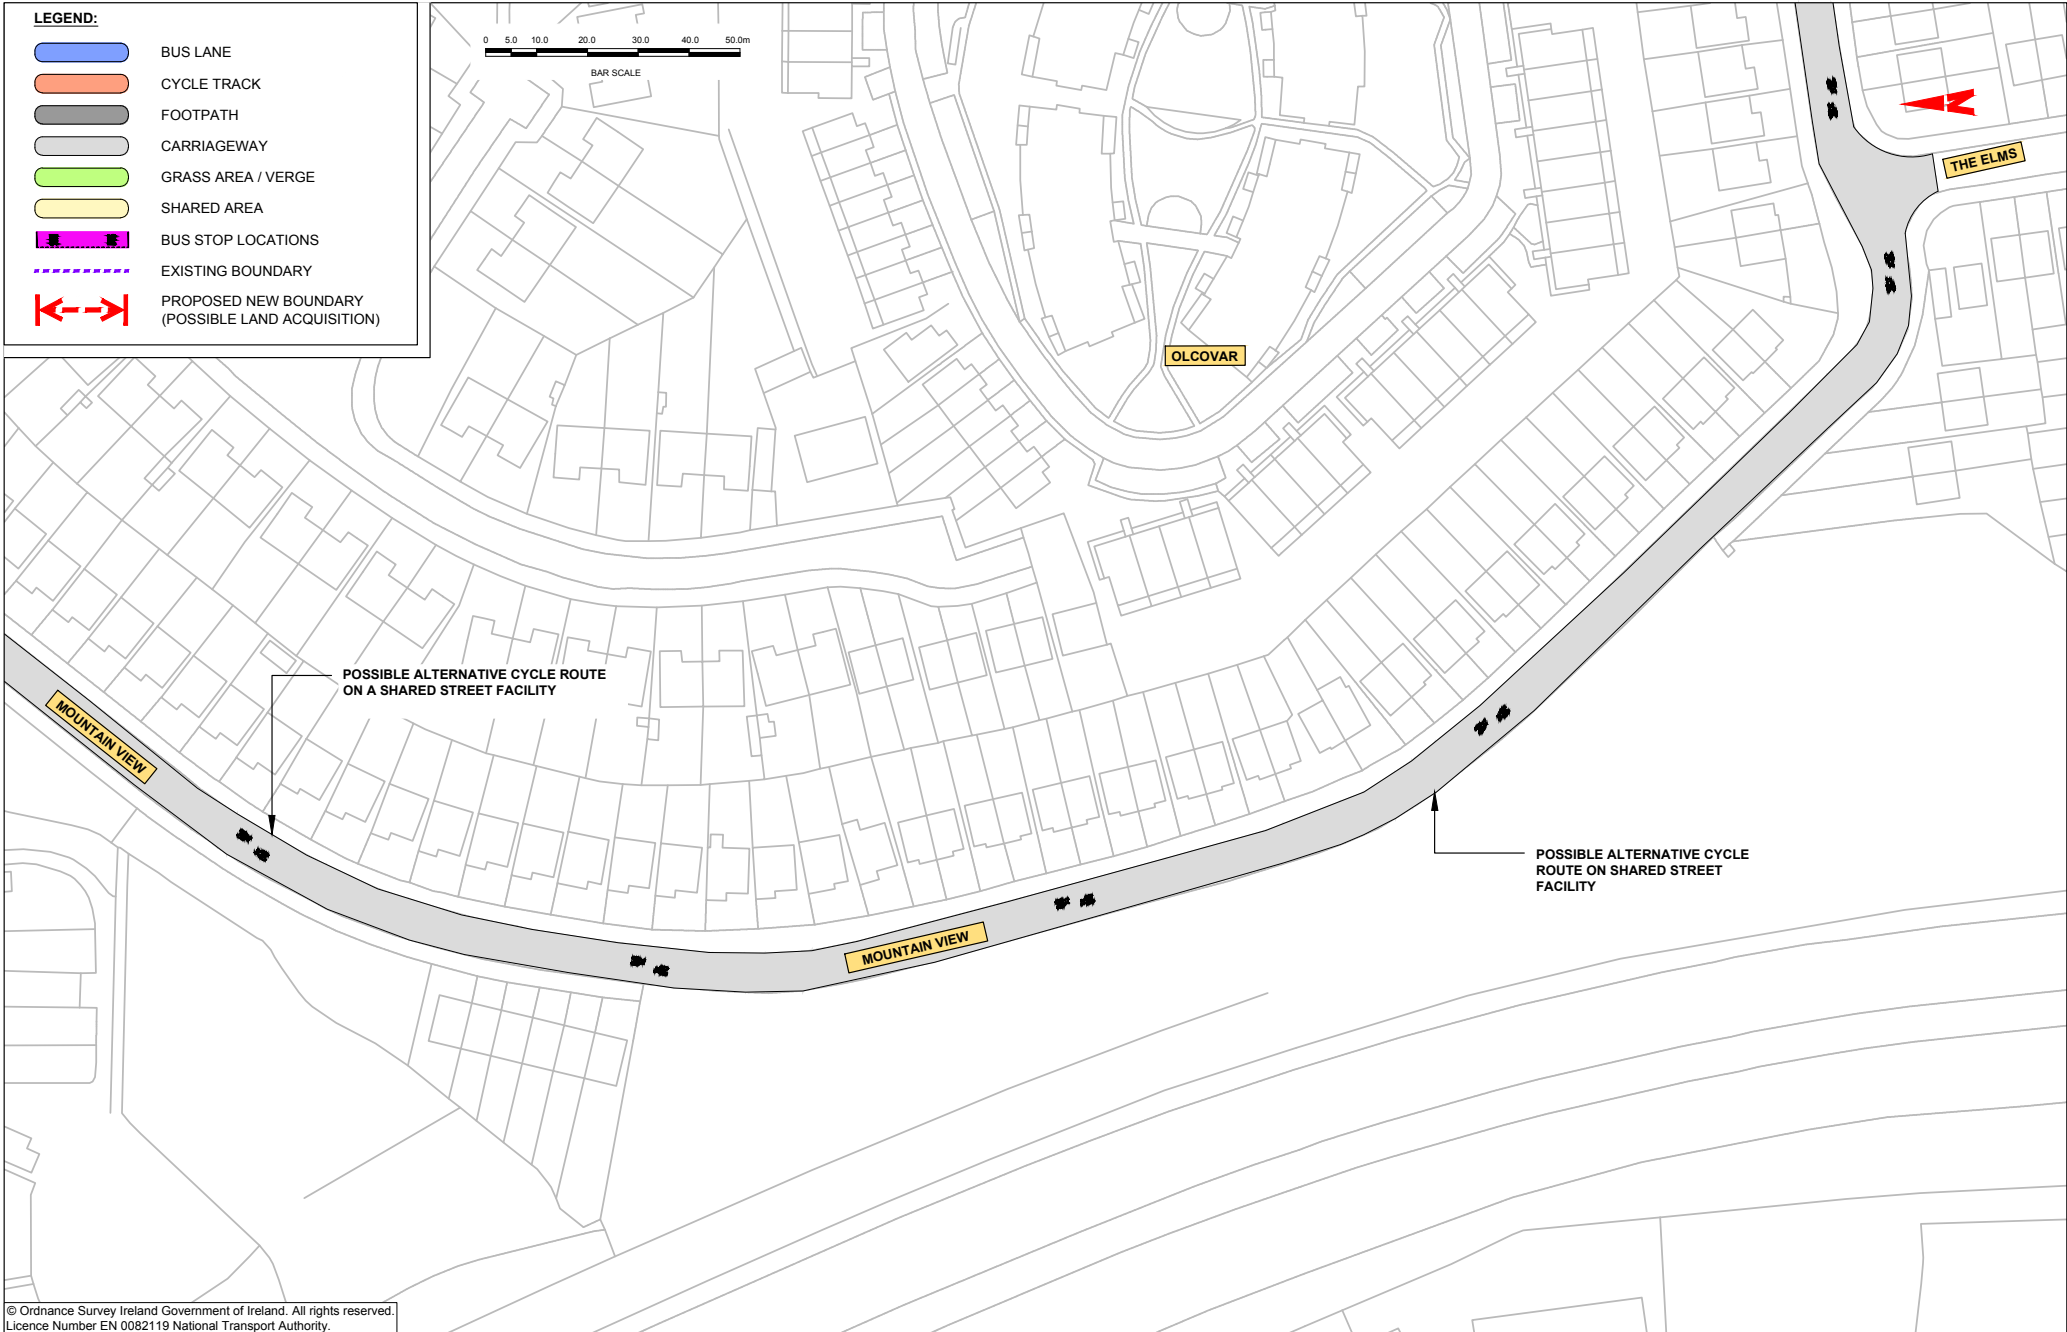 LEGEND:
BUS LANE
CYCLE TRACK
FOOTPATH
CARRIAGEWAY
GRASS AREA / VERGE
SHARED AREA
BUS STOP LOCATIONS
EXISTING BOUNDARY
PROPOSED NEW BOUNDARY
(POSSIBLE LAND ACQUISITION)
0 5.0 10.0 20.0 30.0 40.0 50.0m
BAR SCALE
N
THE ELMS
OLCOVAR
POSSIBLE ALTERNATIVE CYCLE ROUTE
ON A SHARED STREET FACILITY
MOUNTAIN VIEW
MOUNTAIN VIEW
POSSIBLE ALTERNATIVE CYCLE
ROUTE ON SHARED STREET
FACILITY
© Ordnance Survey Ireland Government of Ireland. All rights reserved.
Licence Number EN 0082119 National Transport Authority.